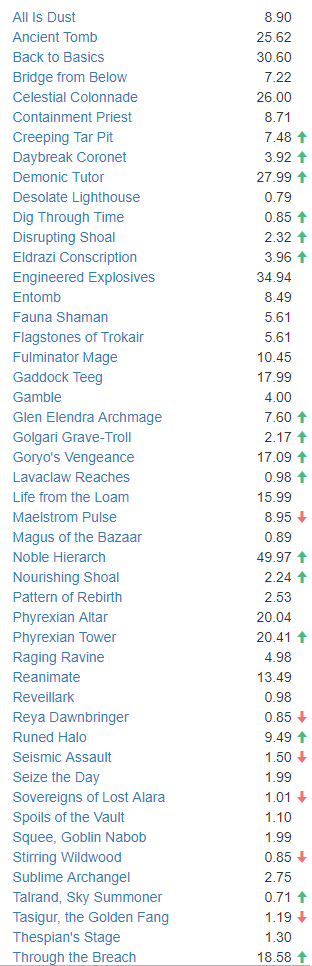 All Is Dust 8.90
Ancient Tomb 25.62
Back to Basics 30.60
Bridge from Below 7.22
Celestial Colonnade 26.00
Containment Priest 8.71
Creeping Tar Pit 7.48
Daybreak Coronet 3.92
Demonic Tutor 27.99
Desolate Lighthouse 0.79
Dig Through Time 0.85
Disrupting Shoal 2.32
Eldrazi Conscription 3.96
Engineered Explosives 34.94
Entomb 8.49
Fauna Shaman 5.61
Flagstones of Trokair 5.61
Fulminator Mage 10.45
Gaddock Teeg 17.99
Gamble 4.00
Glen Elendra Archmage 7.60
Golgari Grave-Troll 2.17
Goryo's Vengeance 17.09
Lavaclaw Reaches 0.98
Life from the Loam 15.99
Maelstrom Pulse 8.95
Magus of the Bazaar 0.89
Noble Hierarch 49.97
Nourishing Shoal 2.24
Pattern of Rebirth 2.53
Phyrexian Altar 20.04
Phyrexian Tower 20.41
Raging Ravine 4.98
Reanimate 13.49
Reveillark 0.98
Reya Dawnbringer 0.85
Runed Halo 9.49
Seismic Assault 1.50
Seize the Day 1.99
Sovereigns of Lost Alara 1.01
Spoils of the Vault 1.10
Squee, Goblin Nabob 1.99
Stirring Wildwood 0.85
Sublime Archangel 2.75
Talrand, Sky Summoner 0.71
Tasigur, the Golden Fang 1.19
Thespian's Stage 1.30
Through the Breach 18.58